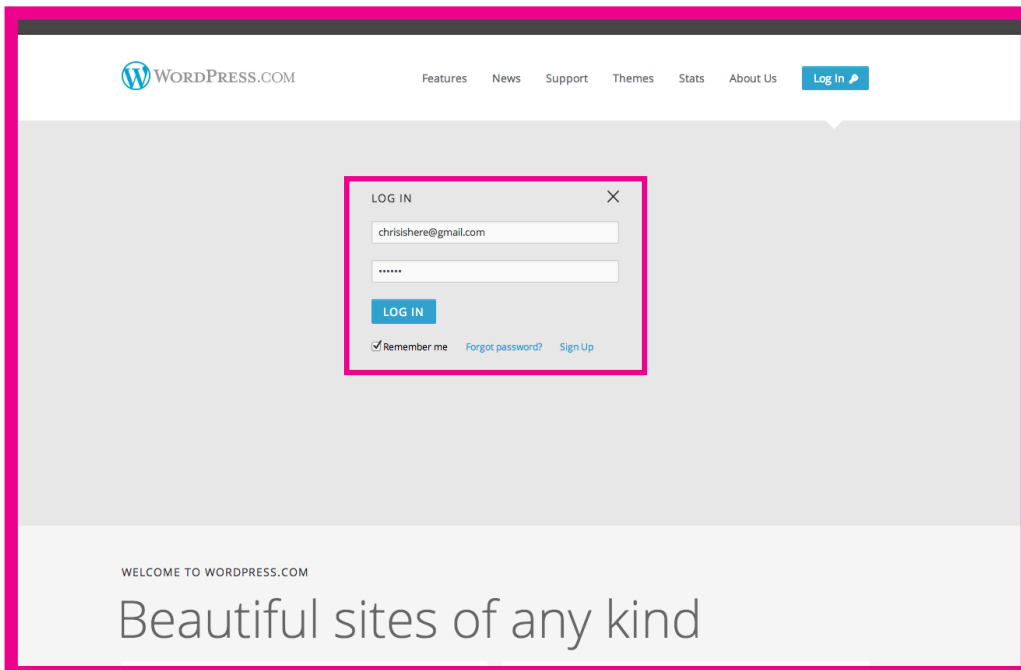 WORDPRESS.COM
Features News Support Themes Stats About Us Log In
LOG IN
chrisishere@gmail.com
••••••
LOG IN
Remember me Forgot password? Sign Up
WELCOME TO WORDPRESS.COM
Beautiful sites of any kind